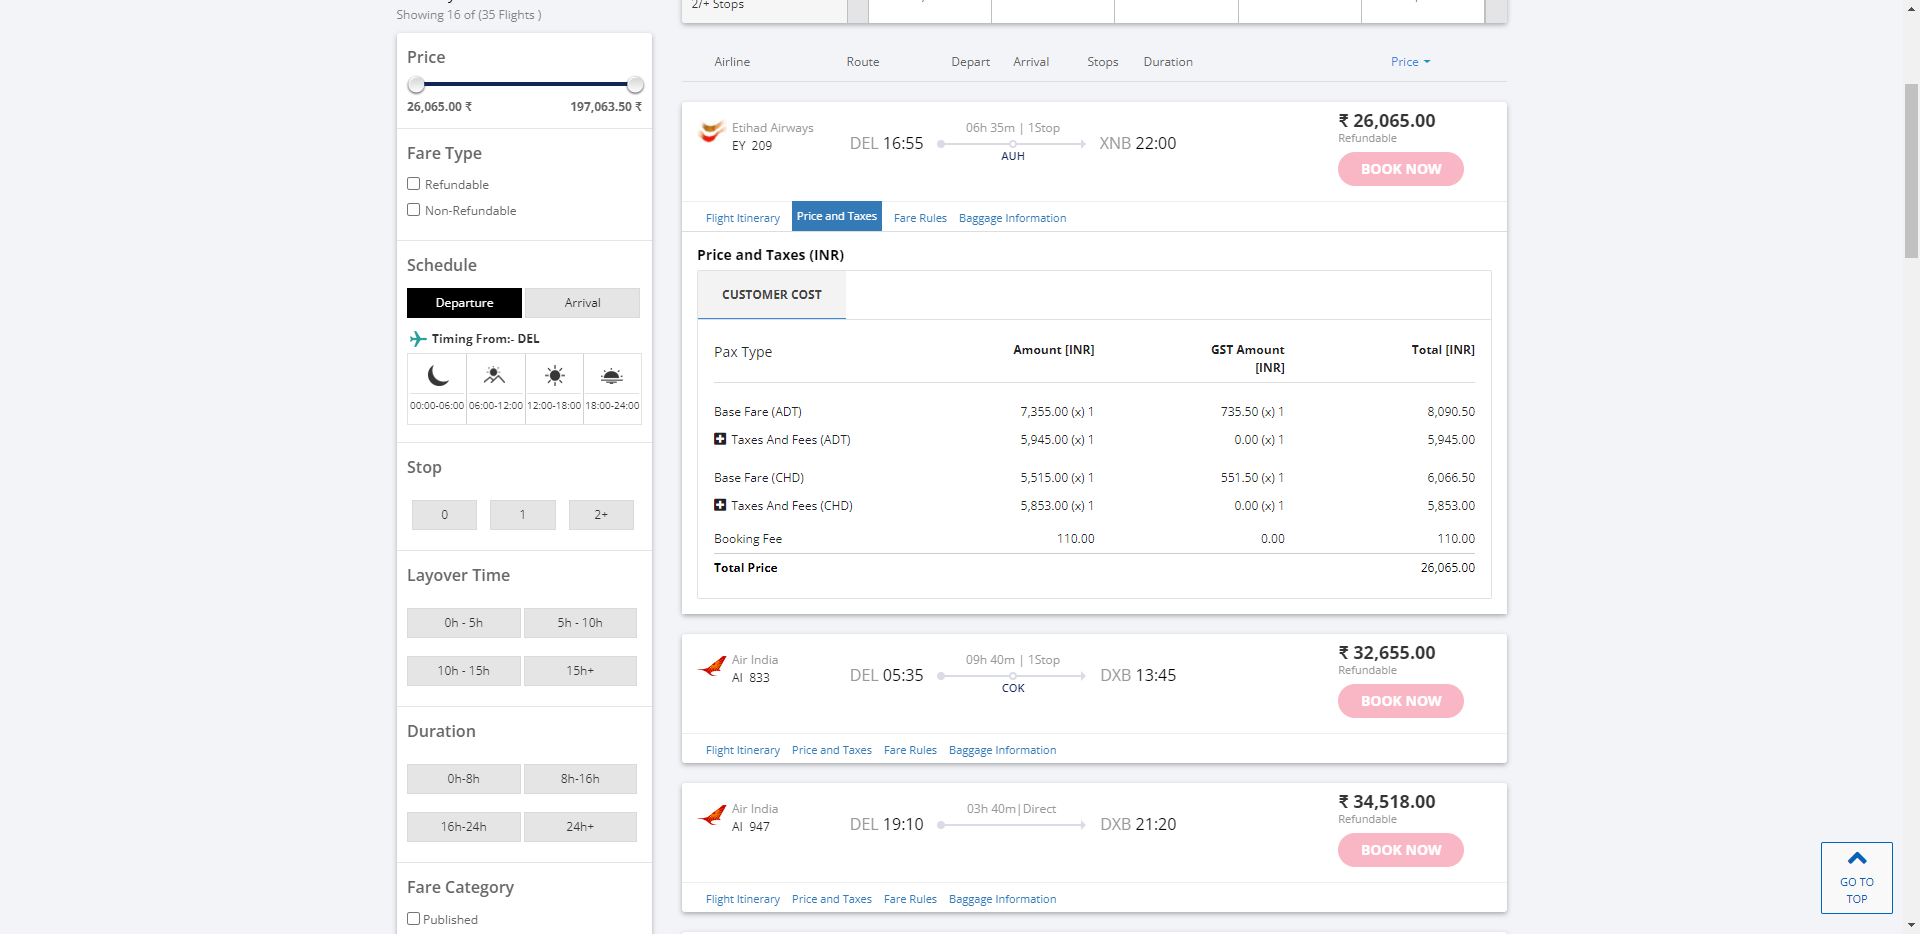 Showing 16 of (35 Flights )
Price
26,065.00 ₹ 197,063.50 ₹
Fare Type
Refundable
Non-Refundable
Schedule
Departure Arrival
Timing From:- DEL
00:00-06:00 06:00-12:00 12:00-18:00 18:00-24:00
Stop
0 1 2+
Layover Time
0h - 5h 5h - 10h
10h - 15h 15h+
Duration
0h-8h 8h-16h
16h-24h 24h+
Fare Category
Published
2/+ Stops
Airline Route Depart Arrival Stops Duration Price
Etihad Airways
EY 209
DEL 16:55
06h 35m | 1Stop
AUH
XNB 22:00
₹ 26,065.00
Refundable
BOOK NOW
Flight Itinerary Price and Taxes Fare Rules Baggage Information
Price and Taxes (INR)
CUSTOMER COST
Pax Type Amount [INR] GST Amount [INR] Total [INR]
Base Fare (ADT) 7,355.00 (x) 1 735.50 (x) 1 8,090.50
Taxes And Fees (ADT) 5,945.00 (x) 1 0.00 (x) 1 5,945.00
Base Fare (CHD) 5,515.00 (x) 1 551.50 (x) 1 6,066.50
Taxes And Fees (CHD) 5,853.00 (x) 1 0.00 (x) 1 5,853.00
Booking Fee 110.00 0.00 110.00
Total Price 26,065.00
Air India
AI 833
DEL 05:35
09h 40m | 1Stop
COK
DXB 13:45
₹ 32,655.00
Refundable
BOOK NOW
Flight Itinerary Price and Taxes Fare Rules Baggage Information
Air India
AI 947
DEL 19:10
03h 40m|Direct
DXB 21:20
₹ 34,518.00
Refundable
BOOK NOW
Flight Itinerary Price and Taxes Fare Rules Baggage Information
GO TO
TOP